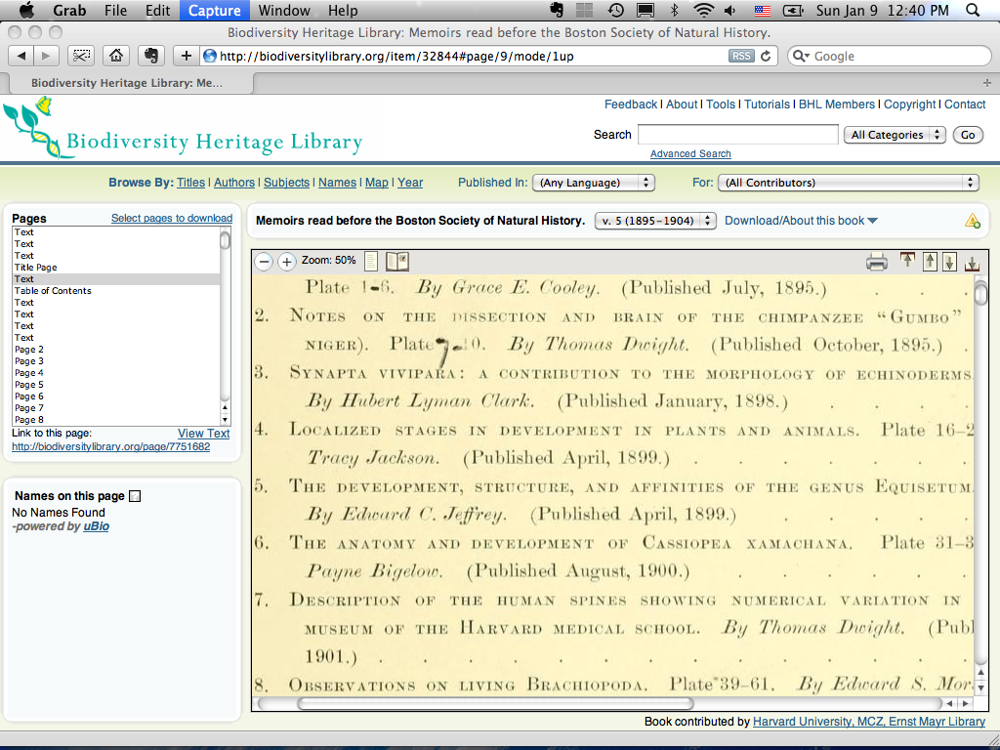 Grab File Edit Capture Window Help Sun Jan 9 12:40 PM
Biodiversity Heritage Library: Memoirs read before the Boston Society of Natural History.
http://biodiversitylibrary.org/item/32844#page/9/mode/1up RSS Google
Biodiversity Heritage Library: Me...
Feedback | About | Tools | Tutorials | BHL Members | Copyright | Contact
Biodiversity Heritage Library
Search All Categories Go
Advanced Search
Browse By: Titles | Authors | Subjects | Names | Map | Year Published In: (Any Language) For: (All Contributors)
Pages Select pages to download
Text
Text
Text
Title Page
Text
Table of Contents
Text
Text
Text
Text
Page 2
Page 3
Page 4
Page 5
Page 6
Page 7
Page 8
Link to this page: View Text
http://biodiversitylibrary.org/page/7751682
Names on this page ?
No Names Found
-powered by uBio
Memoirs read before the Boston Society of Natural History. v. 5 (1895-1904) Download/About this book
Zoom: 50%
Plate 1-6. By Grace E. Cooley. (Published July, 1895.) . . .
2. Notes on the dissection and brain of the chimpanzee “Gumbo”
niger). Plate 7-10. By Thomas Dwight. (Published October, 1895.) .
3. Synapta vivipara: a contribution to the morphology of echinoderms.
By Hubert Lyman Clark. (Published January, 1898.) . . . .
4. Localized stages in development in plants and animals. Plate 16-2
Tracy Jackson. (Published April, 1899.) . . . . . . .
5. The development, structure, and affinities of the genus Equisetum.
By Edward C. Jeffrey. (Published April, 1899.) . . . . .
6. The anatomy and development of Cassiopea xamachana. Plate 31-3
Payne Bigelow. (Published August, 1900.) . . . . . .
7. Description of the human spines showing numerical variation in
museum of the Harvard medical school. By Thomas Dwight. (Publ
1901.) . . . . . . . . . . . . . .
8. Observations on living Brachiopoda. Plate 39-61. By Edward S. Mor
Book contributed by Harvard University, MCZ, Ernst Mayr Library